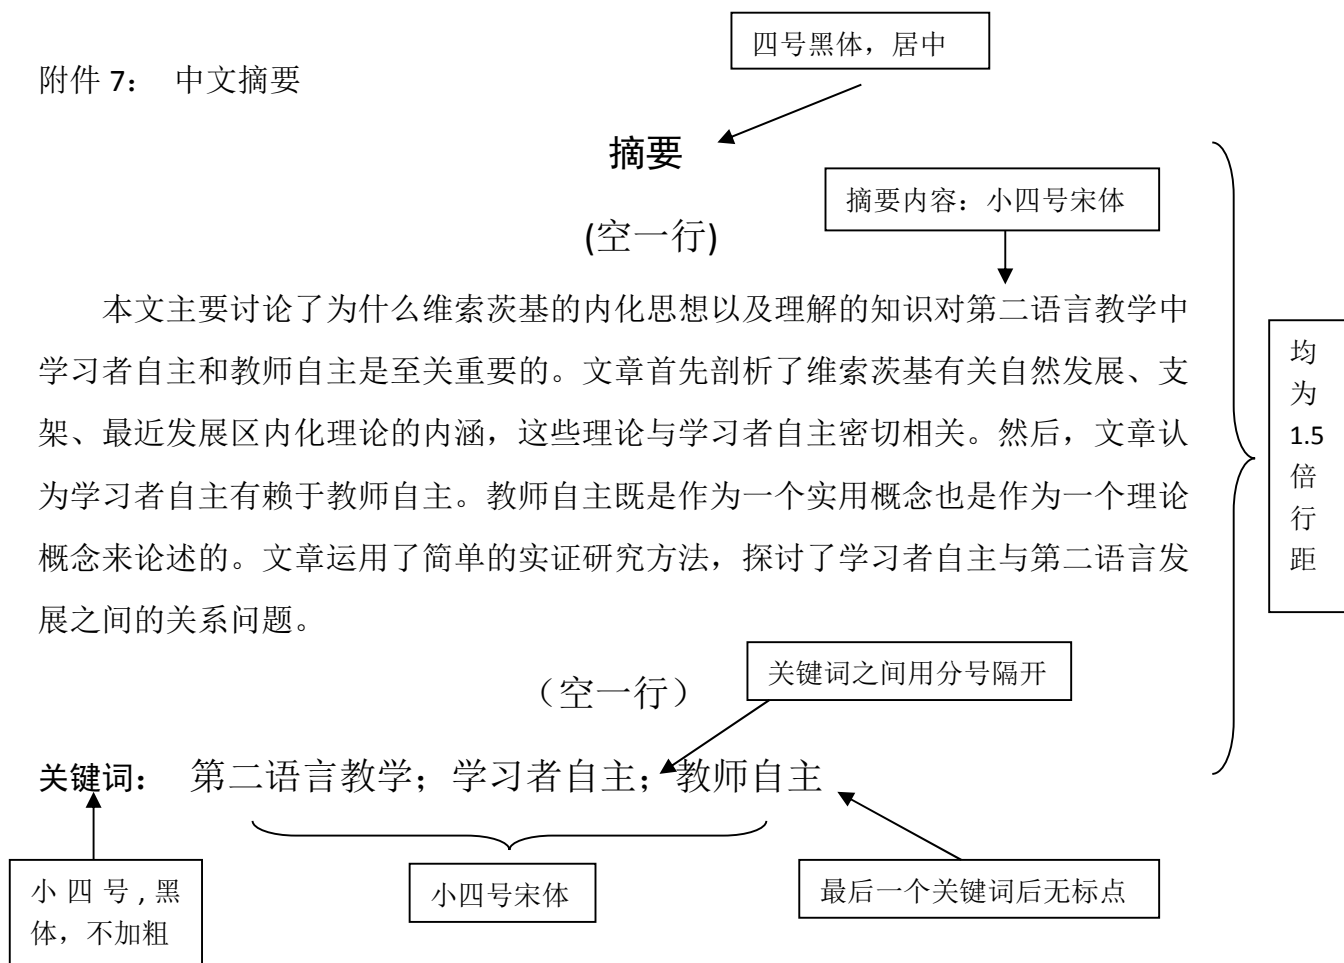 四号黑体，居中
附件 7： 中文摘要
摘要
摘要内容：小四号宋体
(空一行)
本文主要讨论了为什么维索茨基的内化思想以及理解的知识对第二语言教学中
学习者自主和教师自主是至关重要的。文章首先剖析了维索茨基有关自然发展、支
架、最近发展区内化理论的内涵，这些理论与学习者自主密切相关。然后，文章认
为学习者自主有赖于教师自主。教师自主既是作为一个实用概念也是作为一个理论
概念来论述的。文章运用了简单的实证研究方法，探讨了学习者自主与第二语言发
展之间的关系问题。
均
为
1.5
倍
行
距
关键词之间用分号隔开
（空一行）
关键词： 第二语言教学；学习者自主；教师自主
小 四 号 , 黑
体，不加粗
小四号宋体
最后一个关键词后无标点